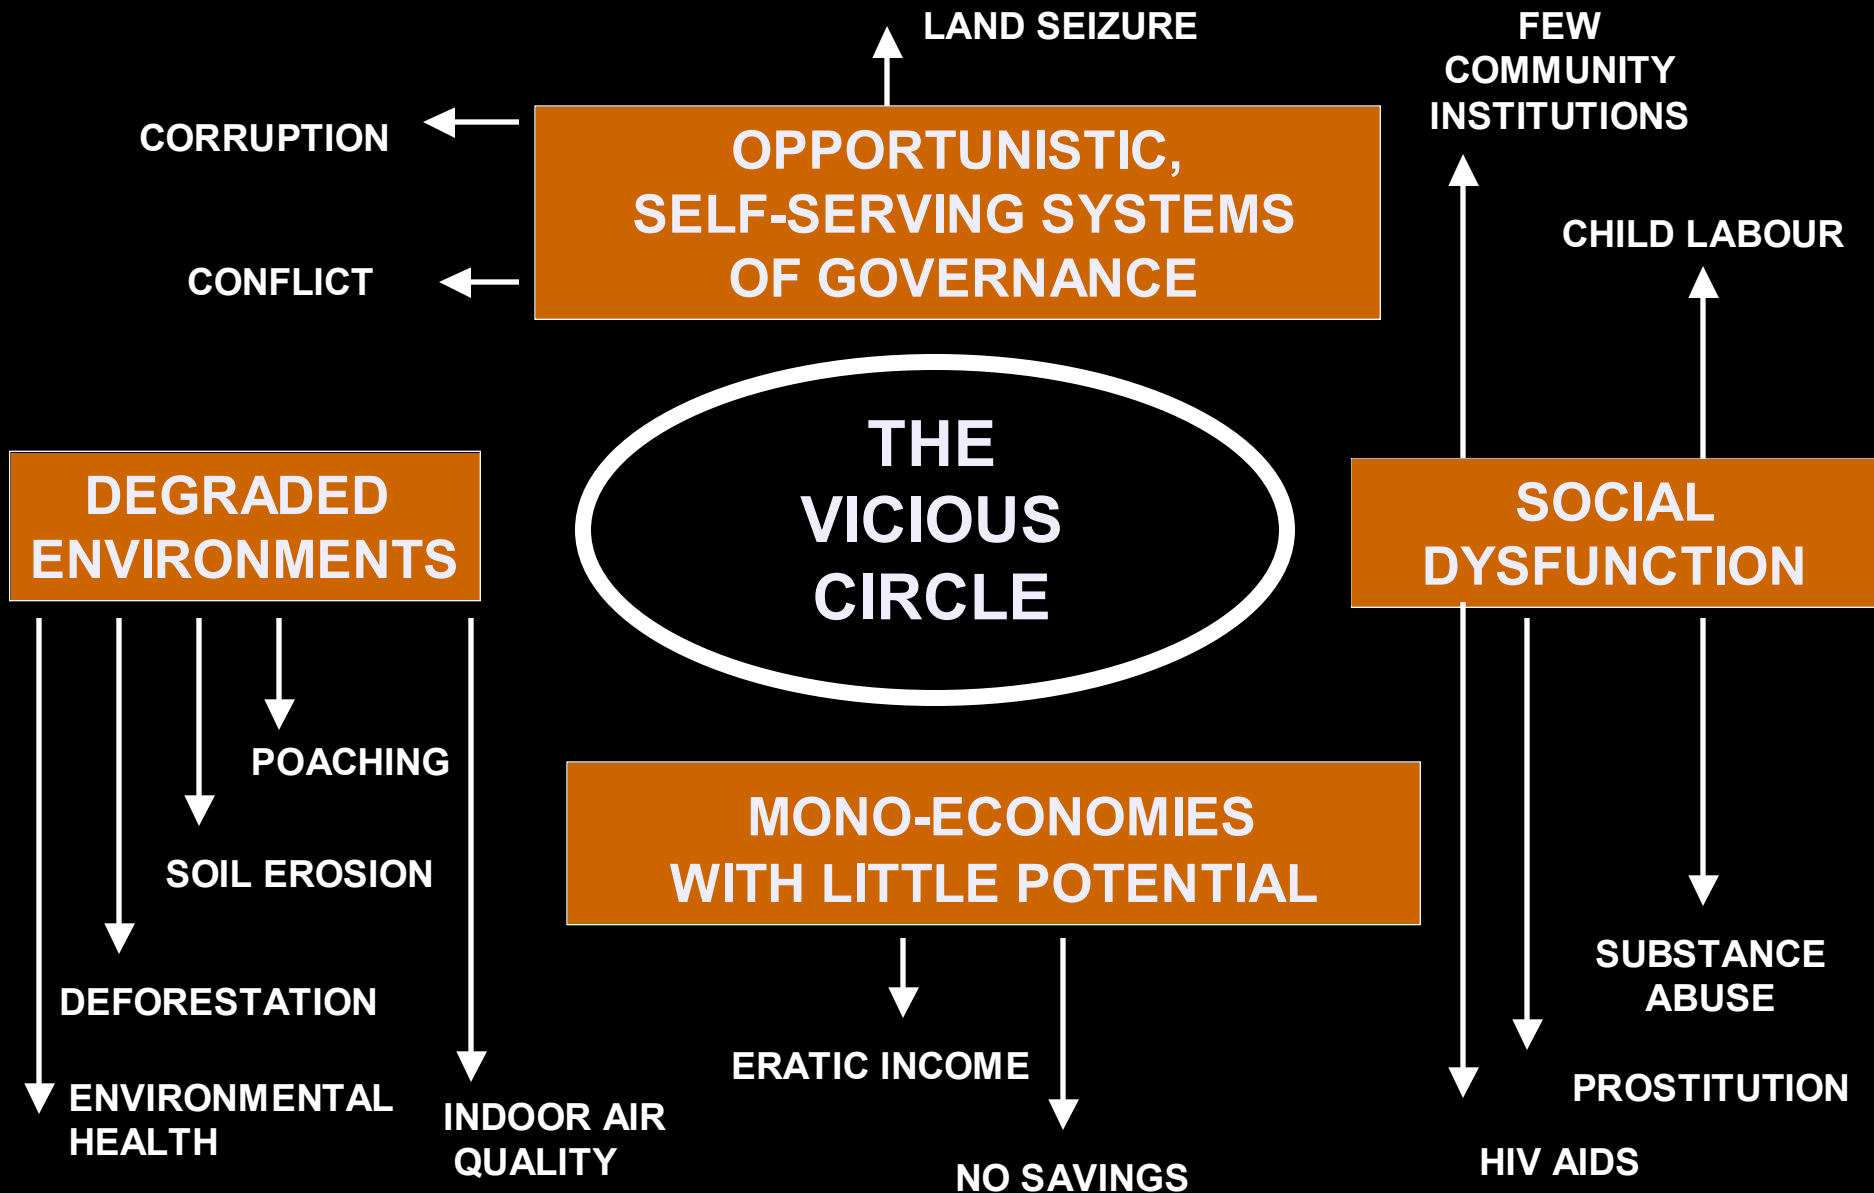 LAND SEIZURE
FEW
COMMUNITY
INSTITUTIONS
CORRUPTION
OPPORTUNISTIC,
SELF-SERVING SYSTEMS
OF GOVERNANCE
CHILD LABOUR
CONFLICT
THE
VICIOUS
CIRCLE
DEGRADED
ENVIRONMENTS
SOCIAL
DYSFUNCTION
POACHING
SOIL EROSION
DEFORESTATION
ENVIRONMENTAL
HEALTH
INDOOR AIR
QUALITY
MONO-ECONOMIES
WITH LITTLE POTENTIAL
ERATIC INCOME
NO SAVINGS
SUBSTANCE
ABUSE
PROSTITUTION
HIV AIDS